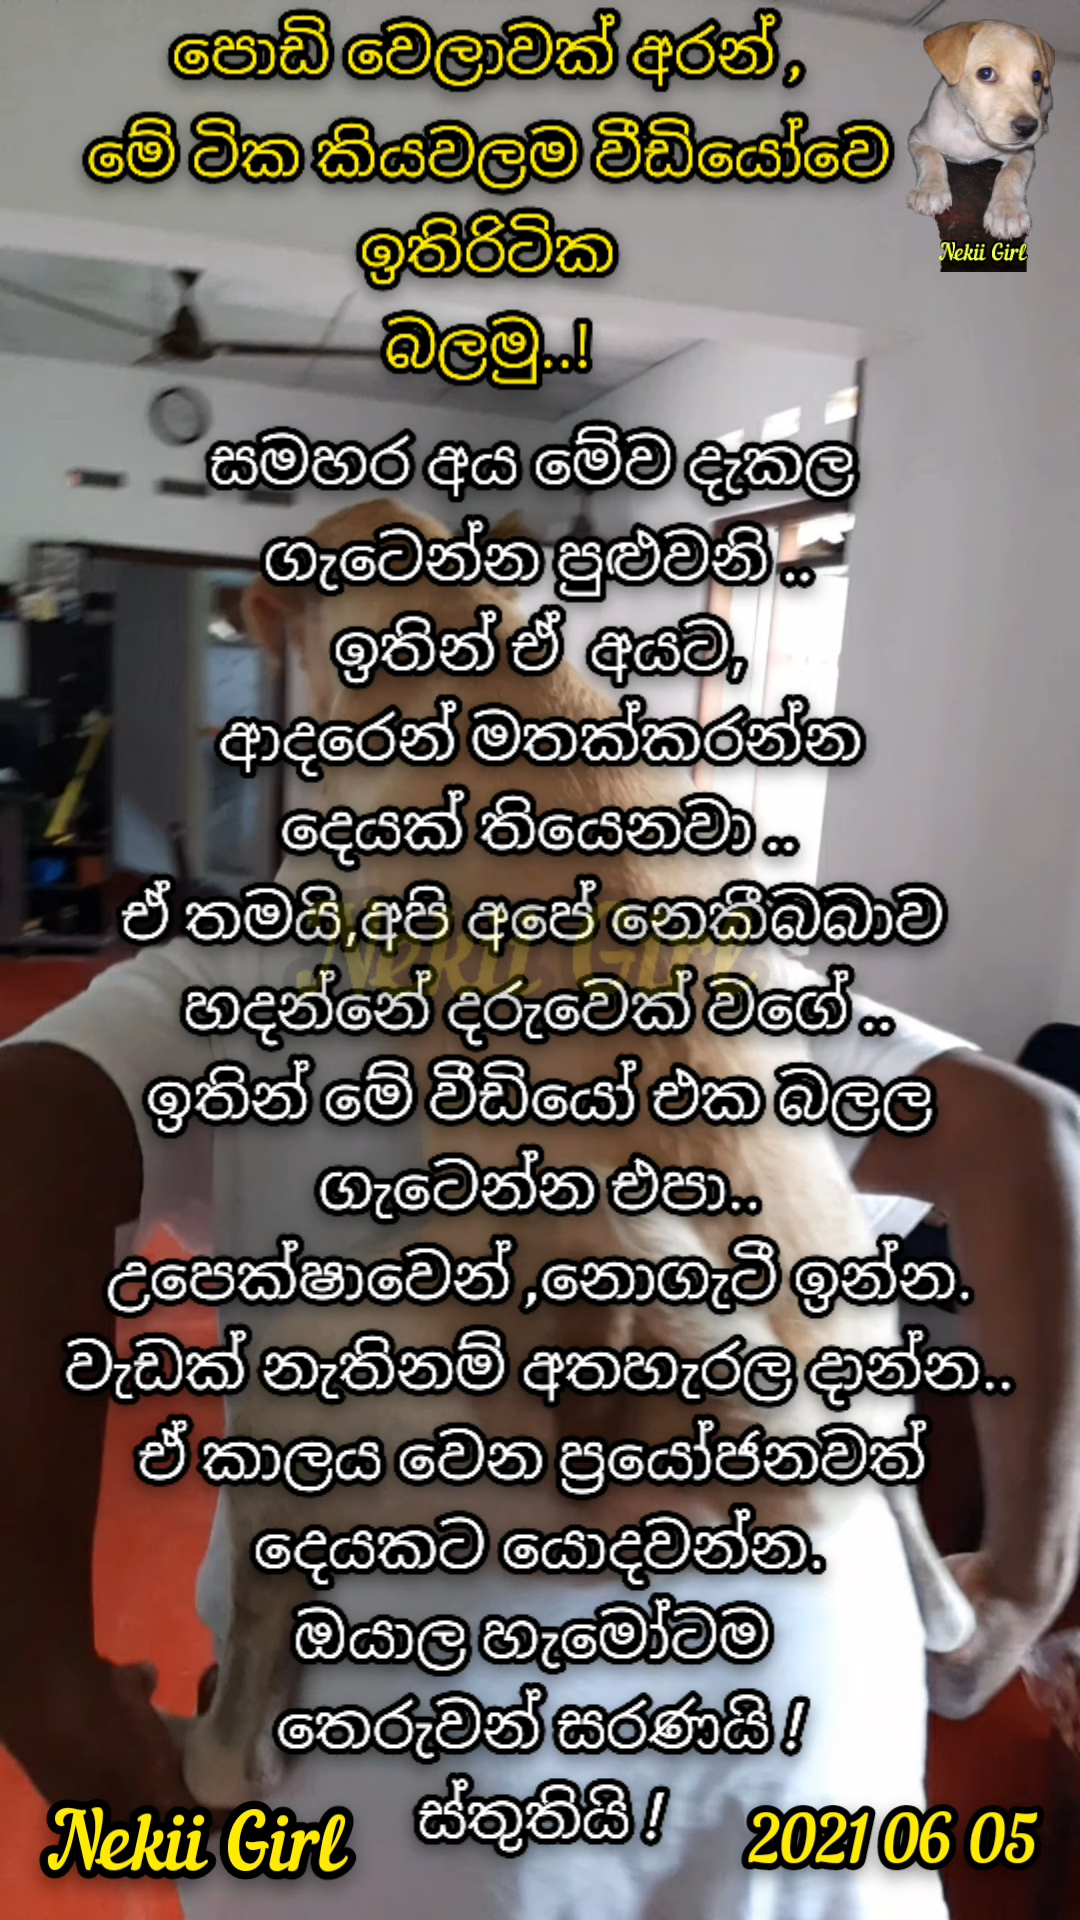 පොඩි වෙලාවක් අරන් ,
මේ ටික කියවලම වීඩියෝවෙ
ඉතිරිටික
බලමු..!
Nekii Girl
සමහර අය මේව දැකල
ගැටෙන්න පුළුවනි ..
ඉතින් ඒ අයට,
ආදරෙන් මතක්කරන්න
දෙයක් තියෙනවා ..
ඒ තමයි,අපි අපේ නෙකීබබාව
Nekii Girl
හදන්නේ දරුවෙක් වගේ ..
ඉතින් මේ වීඩියෝ එක බලල
ගැටෙන්න එපා..
උපෙක්ෂාවෙන් ,නොගැටී ඉන්න.
වැඩක් නැතිනම් අතහැරල දාන්න..
ඒ කාලය වෙන ප්‍රයෝජනවත්
දෙයකට යොදවන්න.
ඔයාල හැමෝටම
තෙරුවන් සරණයි !
ස්තුතියි !
Nekii Girl
2021 06 05